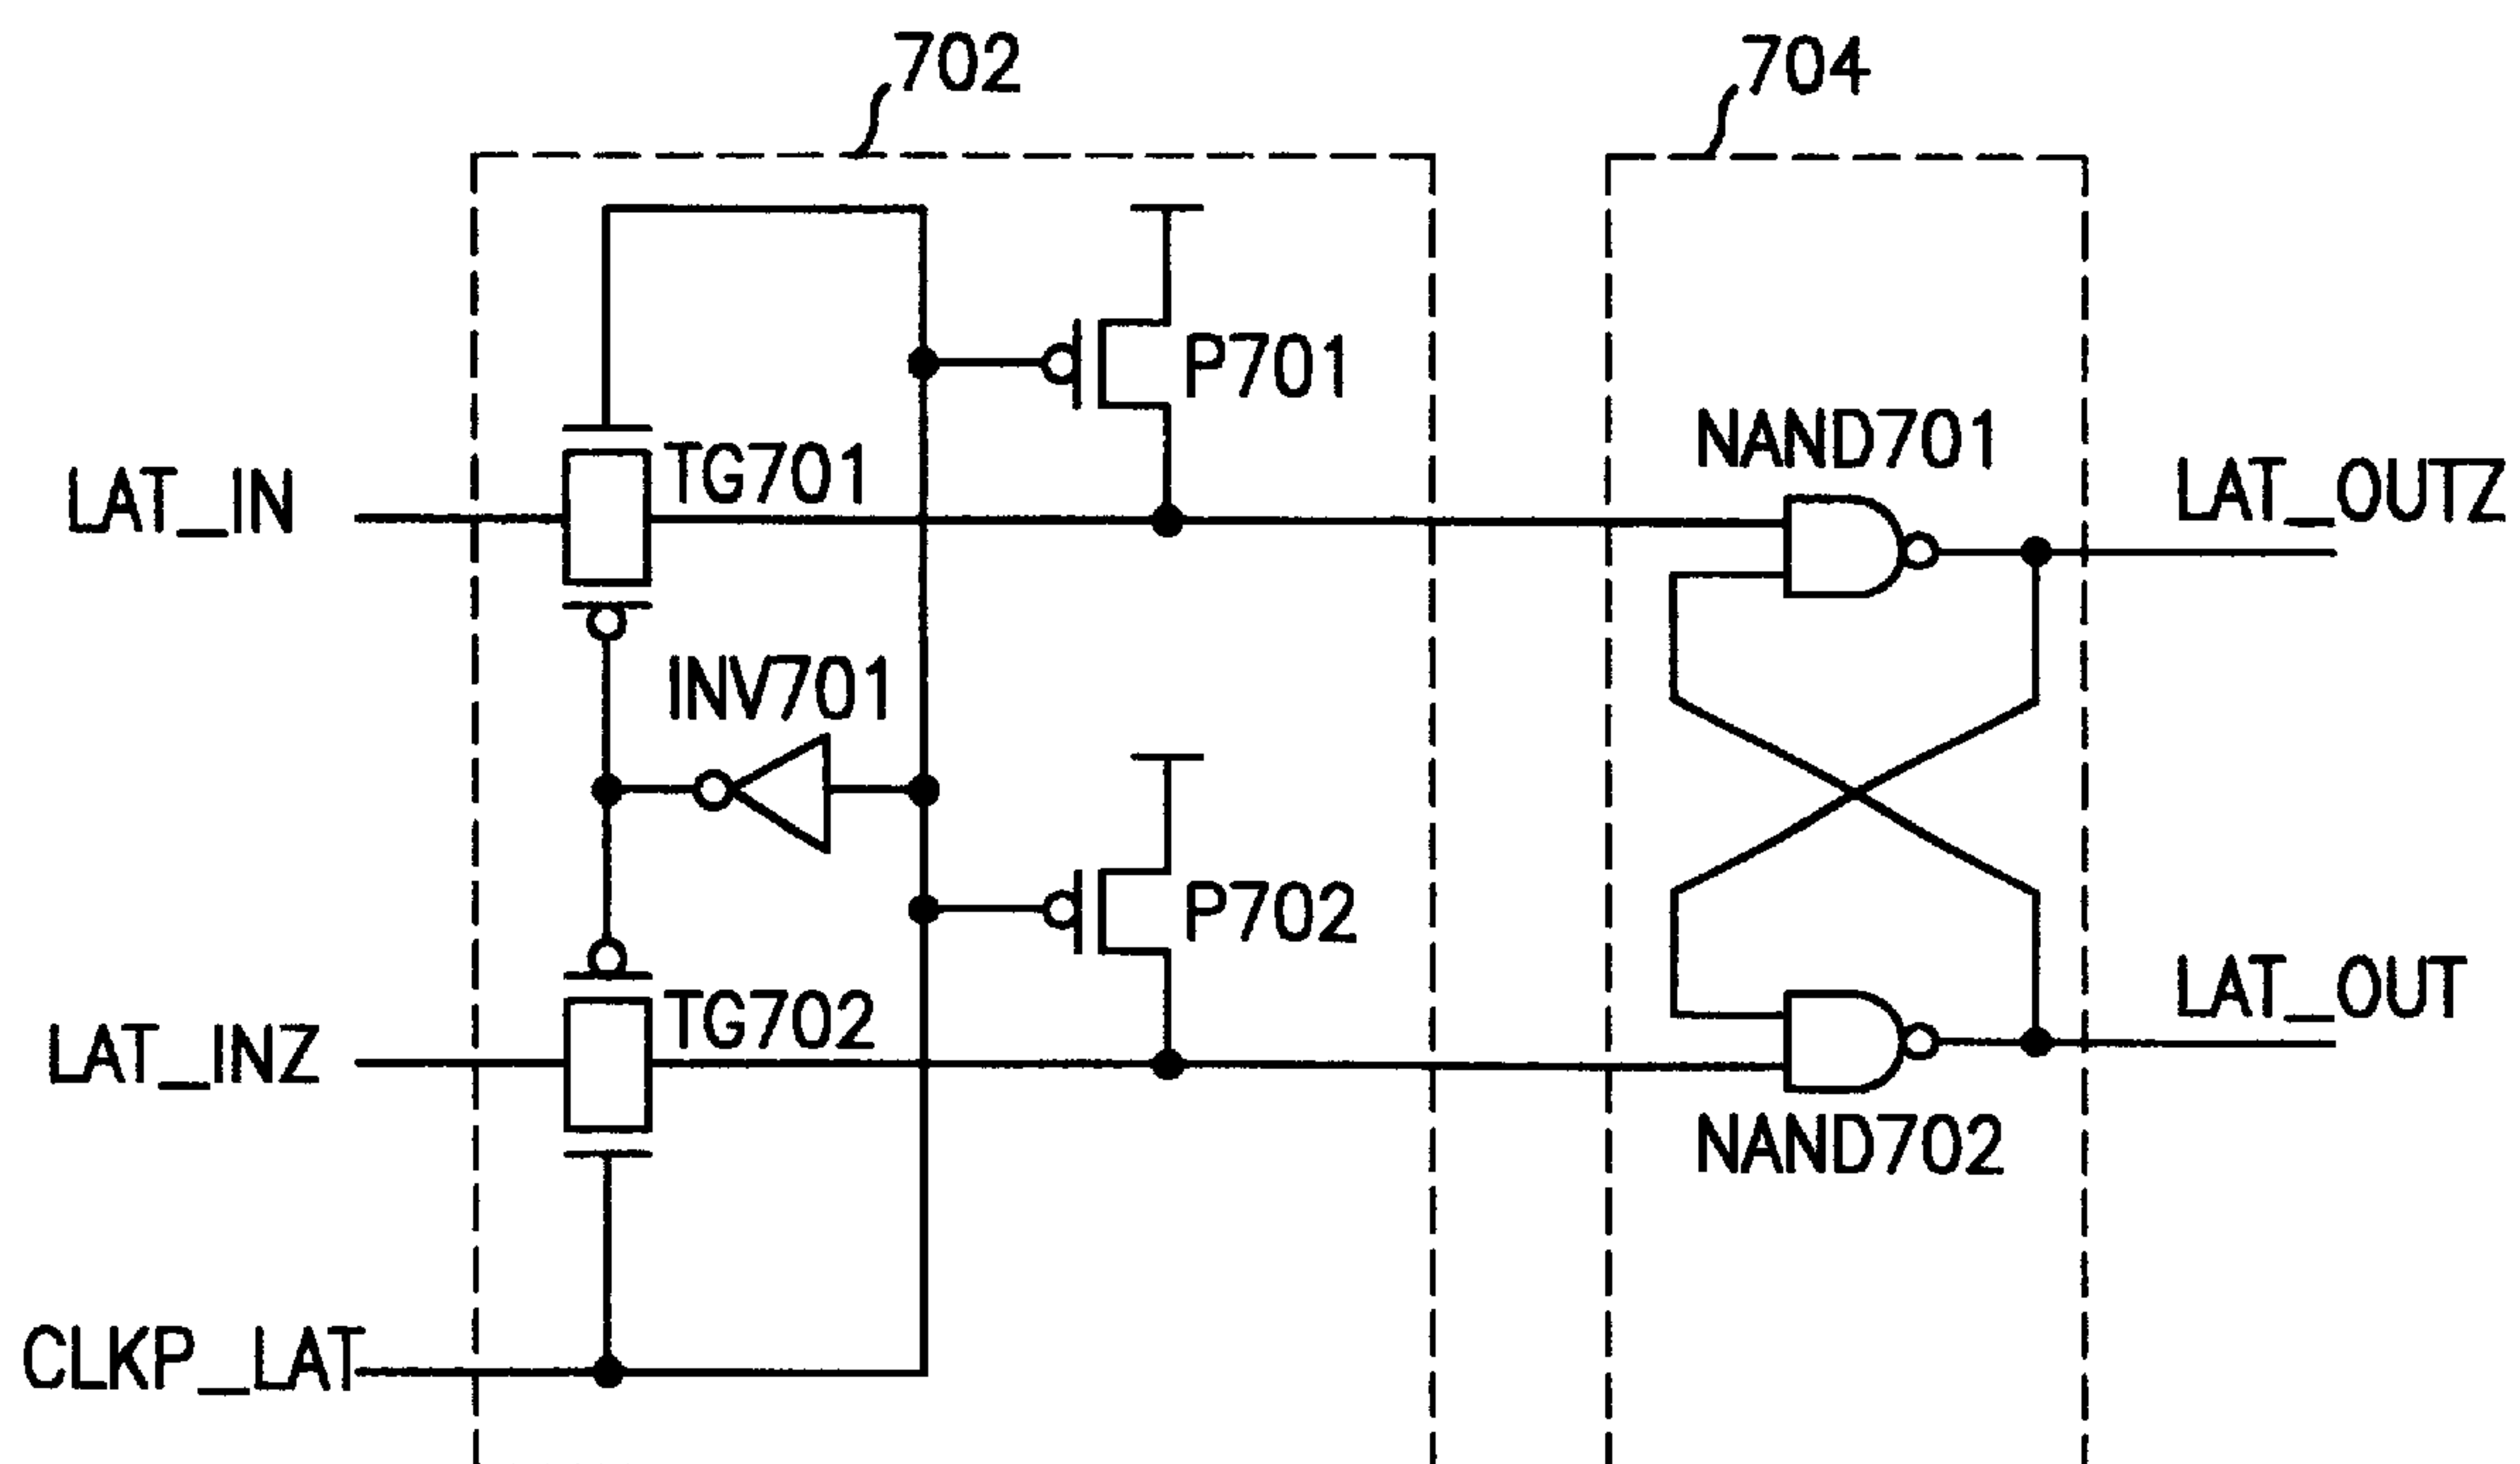 702
704
P701
NAND701
TG701
LAT_IN
LAT_OUTZ
INV701
P702
LAT_OUT
TG702
LAT_INZ
NAND702
CLKP_LAT